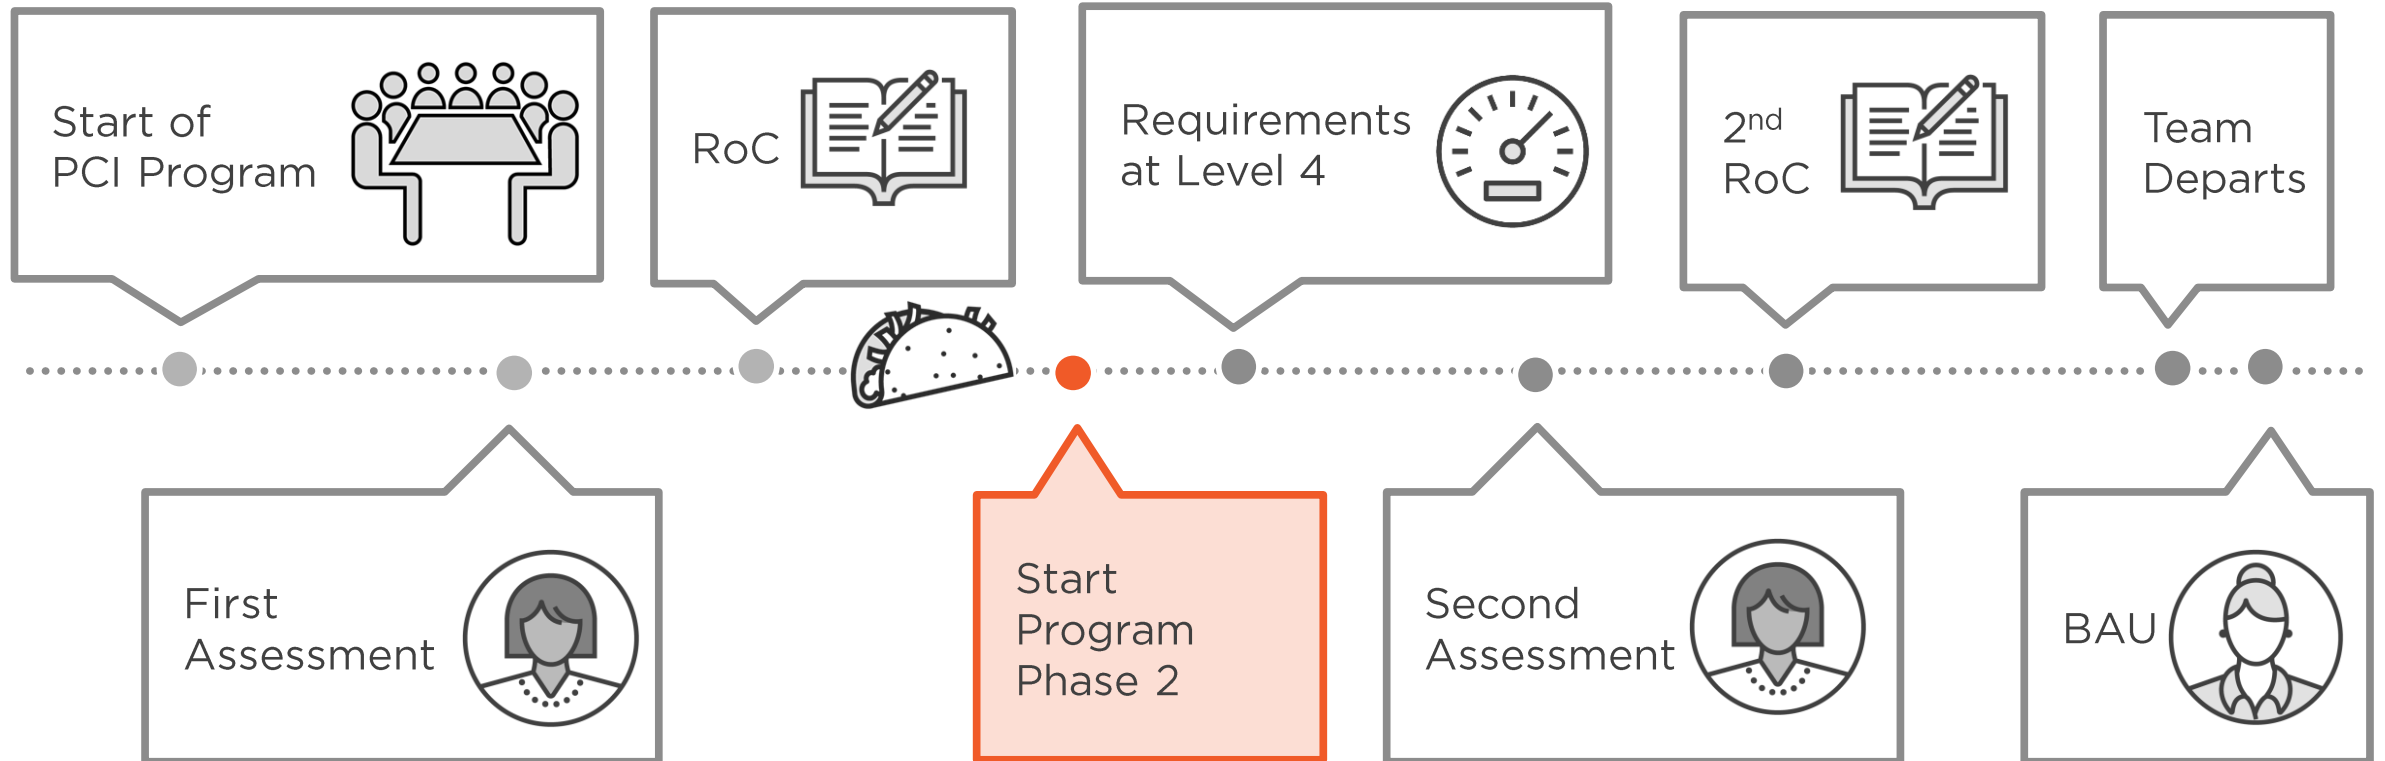 Start of
PCI Program
RoC
Requirements
at Level 4
2nd
RoC
Team
Departs
First
Assessment
Start
Program
Phase 2
Second
Assessment
BAU